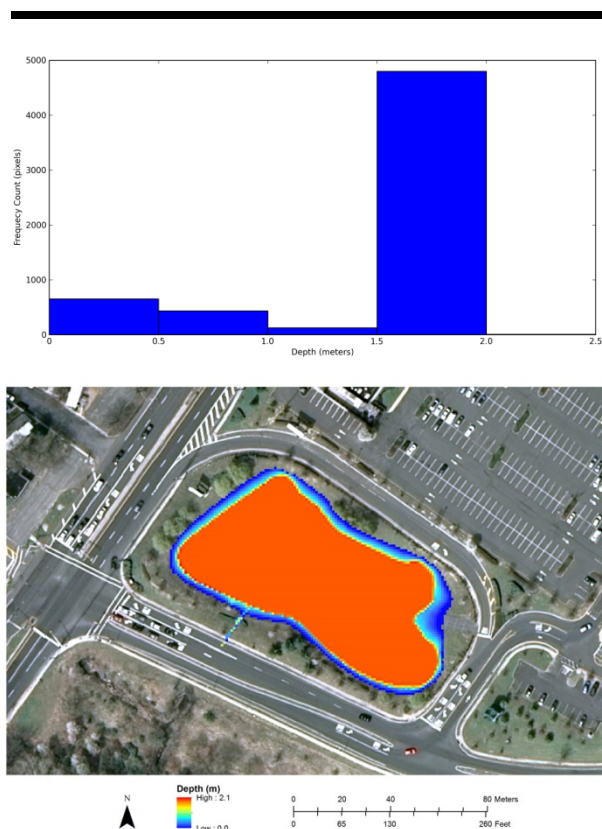 5000
4000
3000
2000
1000
0
Frequecy Count (pixels)
0 0.5 1.0 1.5 2.0 2.5
Depth (meters)
N
Depth (m)
High : 2.1
Low : 0.0
0 20 40 80 Meters
0 65 130 260 Feet